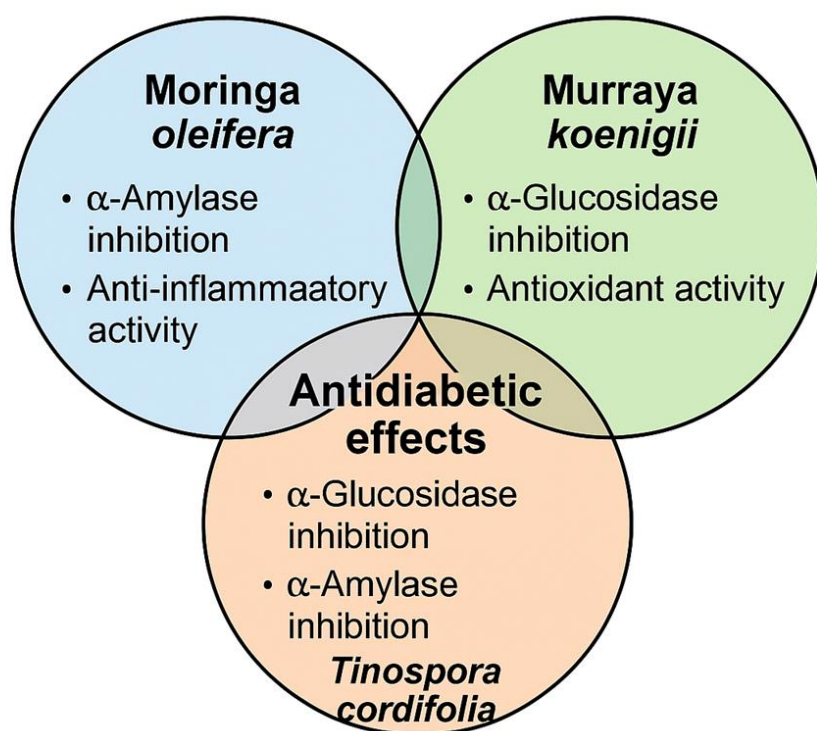 Moringa
oleifera
• α-Amylase
inhibition
• Anti-inflammaatory
activity
Murraya
koenigii
• α-Glucosidase
inhibition
• Antioxidant activity
Antidiabetic
effects
• α-Glucosidase
inhibition
• α-Amylase
inhibition
Tinospora
cordifolia